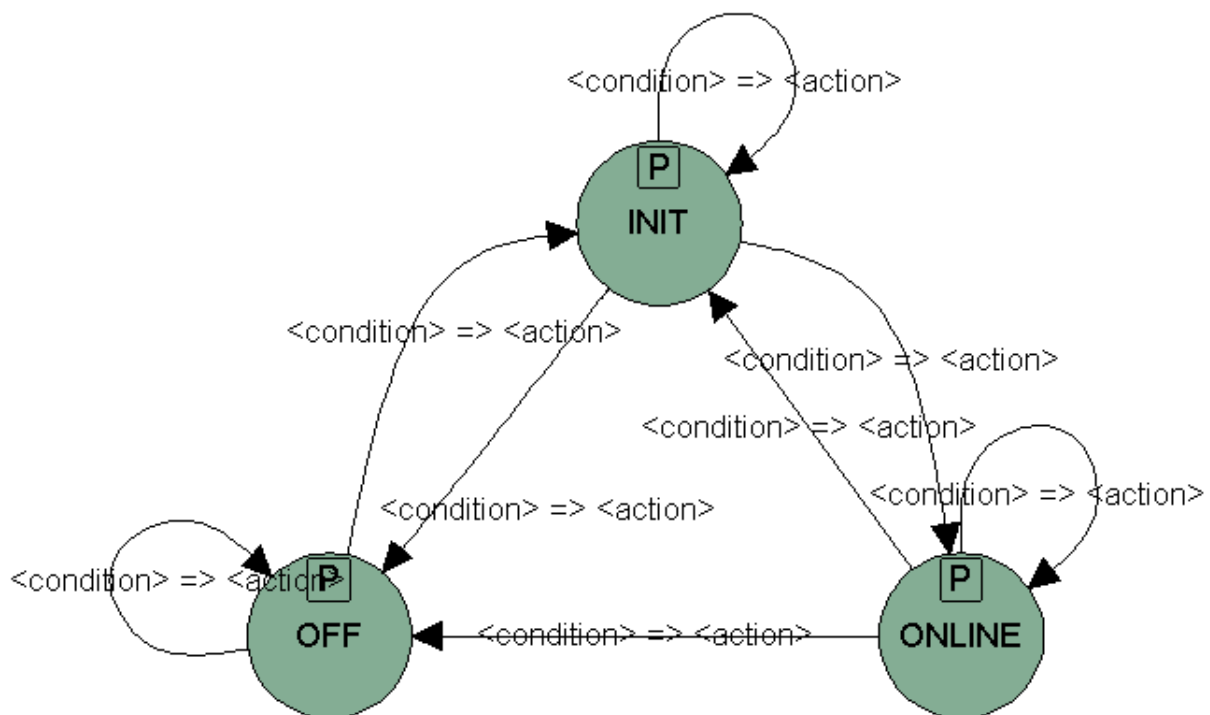 <condition> => <action>
P
INIT
<condition> => <action>
<condition> => <action>
<condition> => <action>
<condition> => <action>
<condition> => <action>
<condition> => <action>
P
P
OFF
<condition> => <action>
ONLINE